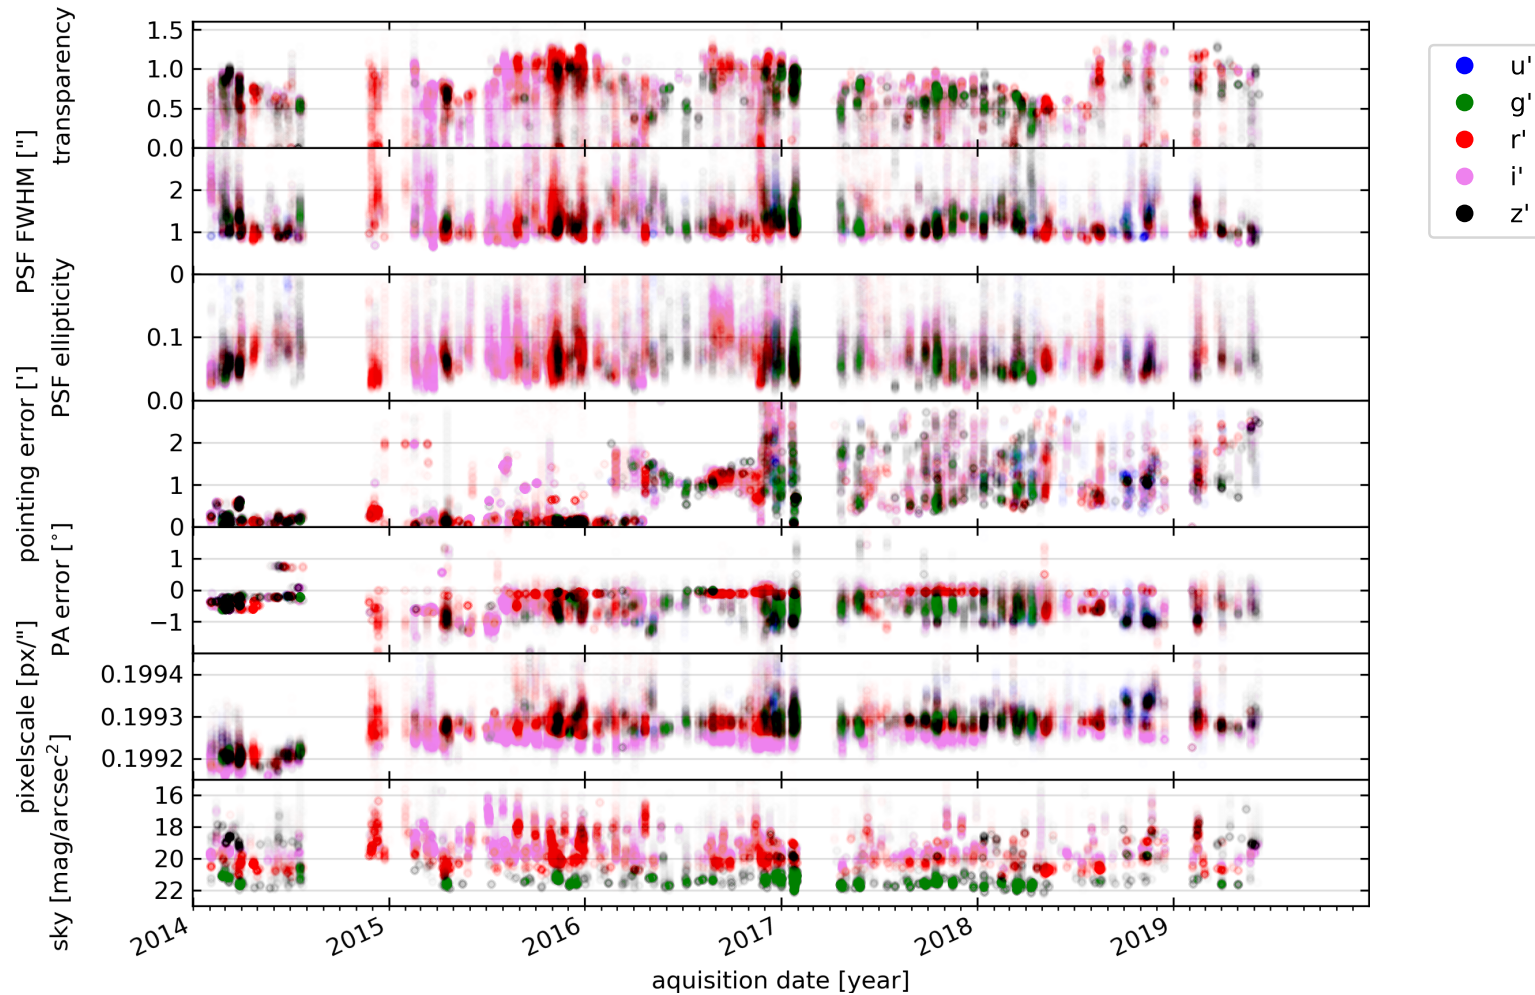 transparency
1.5
1.0
0.5
0.0
PSF FWHM ["]
2
1
0
PSF ellipticity
0.1
0.0
pointing error [']
2
1
0
PA error [°]
1
0
−1
pixelscale [px/"]
0.1994
0.1993
0.1992
sky [mag/arcsec²]
16
18
20
22
2014
2015
2016
2017
2018
2019
aquisition date [year]
u'
g'
r'
i'
z'